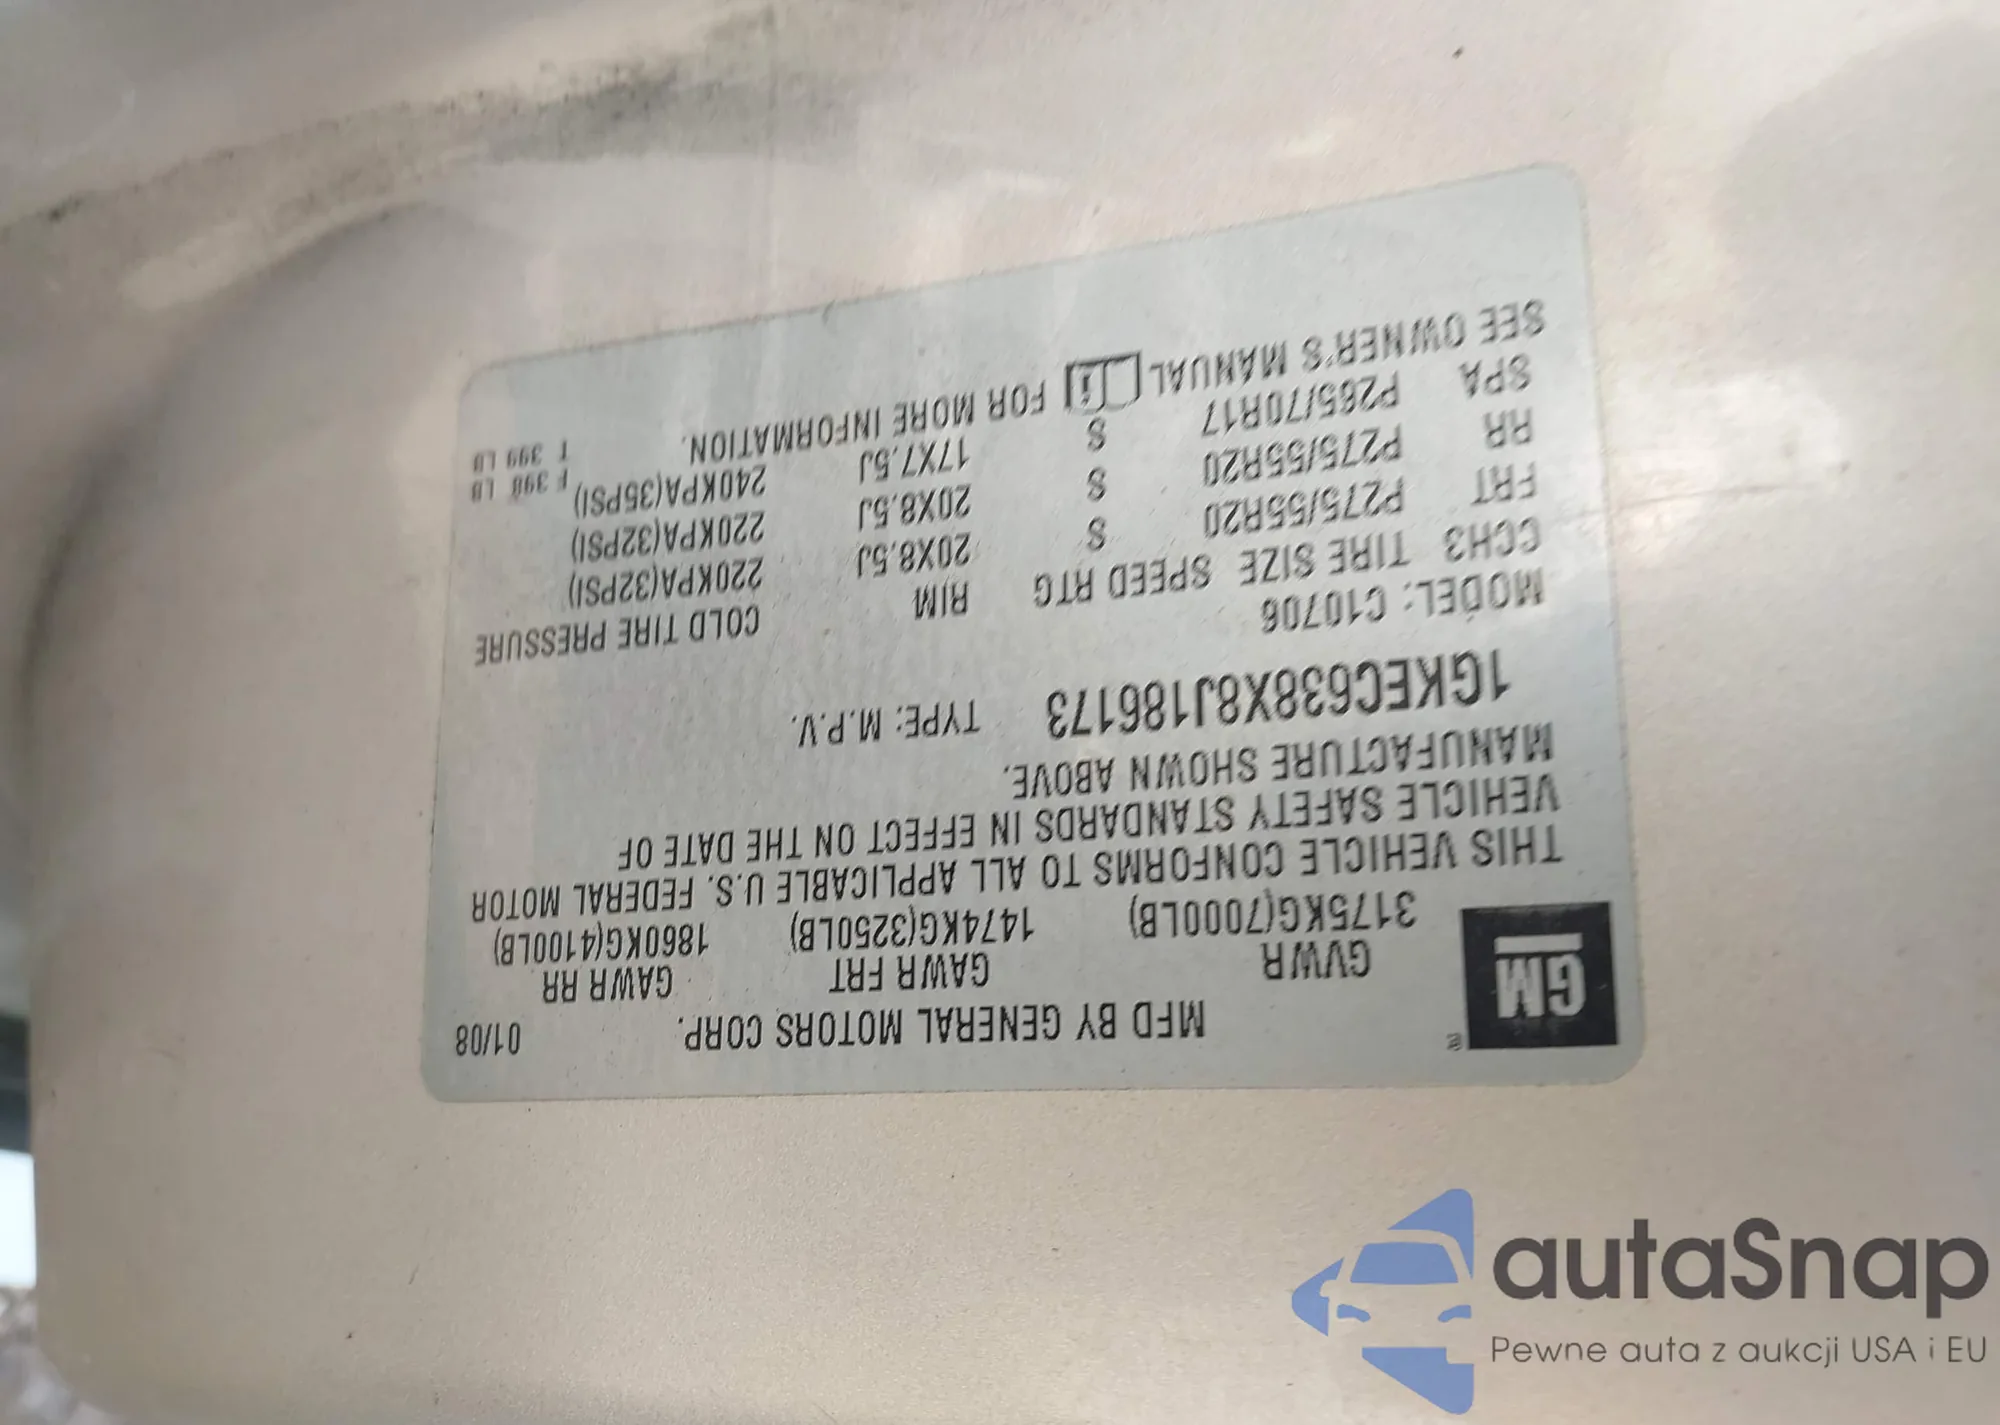 MFD BY GENERAL MOTORS CORP. 01/08
GM
GVWR GAWR FRT GAWR RR
3175KG(7000LB) 1474KG(3250LB) 1860KG(4100LB)
THIS VEHICLE CONFORMS TO ALL APPLICABLE U.S. FEDERAL MOTOR
VEHICLE SAFETY STANDARDS IN EFFECT ON THE DATE OF
MANUFACTURE SHOWN ABOVE.
1GKEC638X8J186173 TYPE: M.P.V.
MODEL: C10706
CCH3 TIRE SIZE SPEED RTG RIM COLD TIRE PRESSURE
FRT P275/55R20 S 20X8.5J 220KPA(32PSI)
RR P275/55R20 S 20X8.5J 220KPA(32PSI)
SPA P265/70R17 S 17X7.5J 240KPA(35PSI)
SEE OWNER'S MANUAL i FOR MORE INFORMATION.
F 398 LB
T 399 LB
autaSnap
Pewne auta z aukcji USA i EU